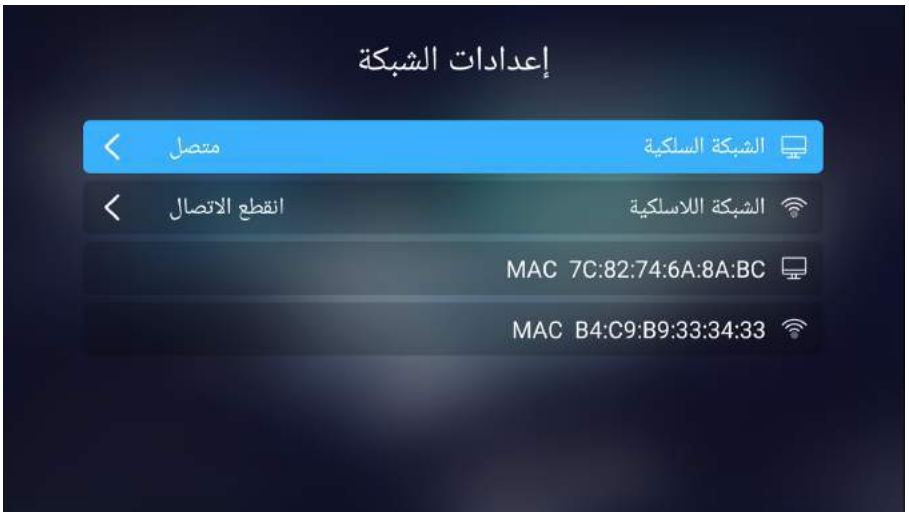 إعدادات الشبكة
الشبكة السلكية متصل
الشبكة اللاسلكية انقطع الاتصال
MAC 7C:82:74:6A:8A:BC
MAC B4:C9:B9:33:34:33